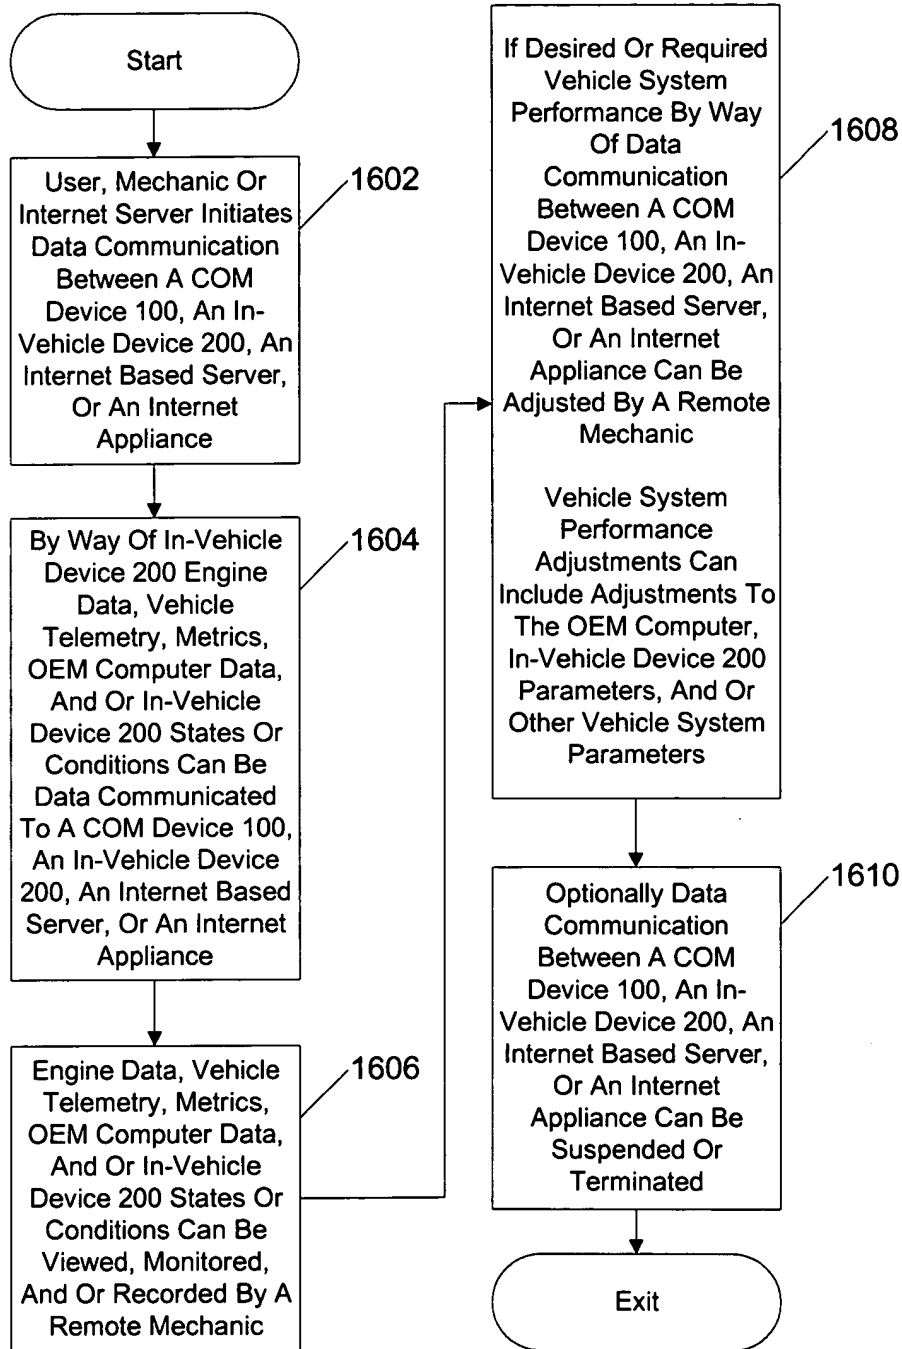 Start
User, Mechanic Or
Internet Server Initiates
Data Communication
Between A COM
Device 100, An In-
Vehicle Device 200, An
Internet Based Server,
Or An Internet
Appliance
1602
By Way Of In-Vehicle
Device 200 Engine
Data, Vehicle
Telemetry, Metrics,
OEM Computer Data,
And Or In-Vehicle
Device 200 States Or
Conditions Can Be
Data Communicated
To A COM Device 100,
An In-Vehicle Device
200, An Internet Based
Server, Or An Internet
Appliance
1604
Engine Data, Vehicle
Telemetry, Metrics,
OEM Computer Data,
And Or In-Vehicle
Device 200 States Or
Conditions Can Be
Viewed, Monitored,
And Or Recorded By A
Remote Mechanic
1606
If Desired Or Required
Vehicle System
Performance By Way
Of Data
Communication
Between A COM
Device 100, An In-
Vehicle Device 200, An
Internet Based Server,
Or An Internet
Appliance Can Be
Adjusted By A Remote
Mechanic
Vehicle System
Performance
Adjustments Can
Include Adjustments To
The OEM Computer,
In-Vehicle Device 200
Parameters, And Or
Other Vehicle System
Parameters
1608
Optionally Data
Communication
Between A COM
Device 100, An In-
Vehicle Device 200, An
Internet Based Server,
Or An Internet
Appliance Can Be
Suspended Or
Terminated
1610
Exit